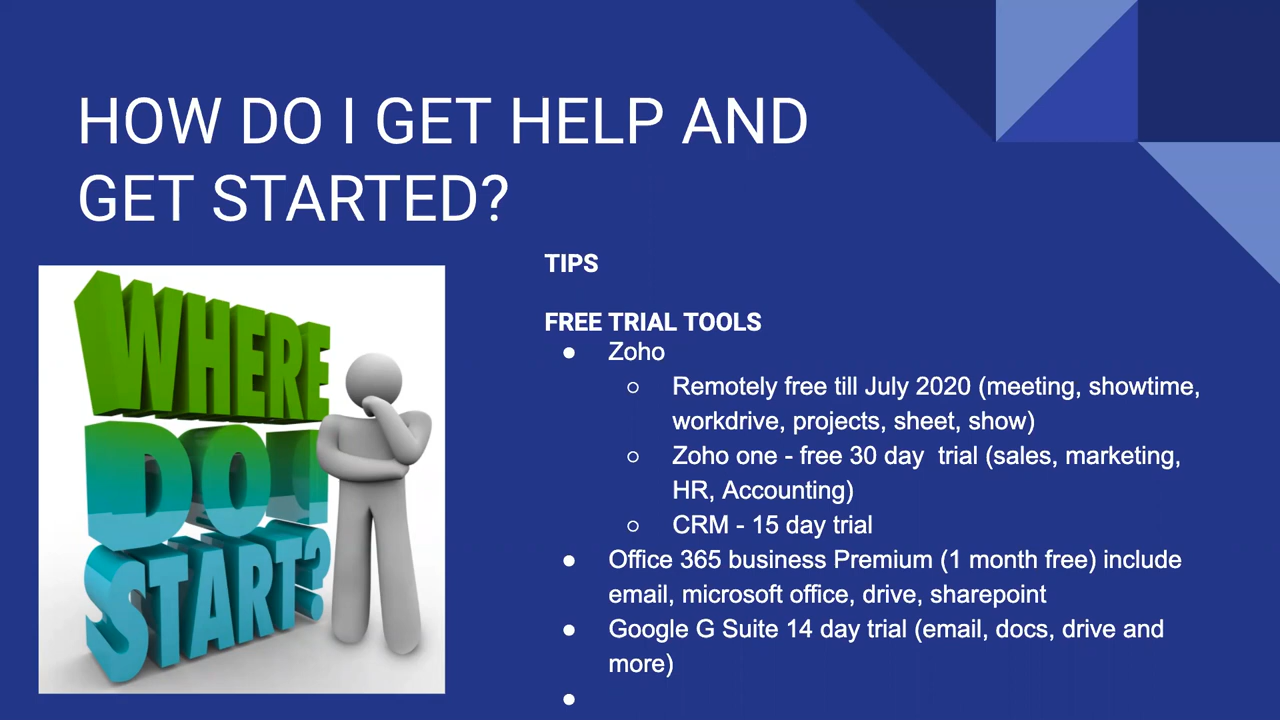 HOW DO I GET HELP AND
GET STARTED?
WHERE
DO I
START?
TIPS
FREE TRIAL TOOLS
● Zoho
○ Remotely free till July 2020 (meeting, showtime,
workdrive, projects, sheet, show)
○ Zoho one - free 30 day  trial (sales, marketing,
HR, Accounting)
○ CRM - 15 day trial
● Office 365 business Premium (1 month free) include
email, microsoft office, drive, sharepoint
● Google G Suite 14 day trial (email, docs, drive and
more)
●